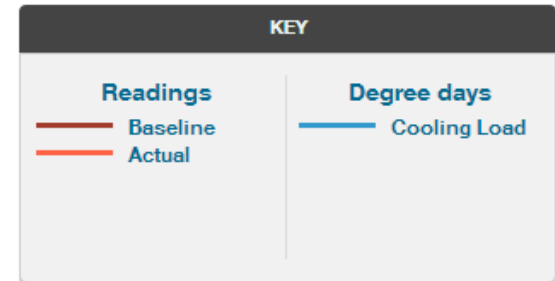 KEY
Readings
Baseline
Actual
Degree days
Cooling Load